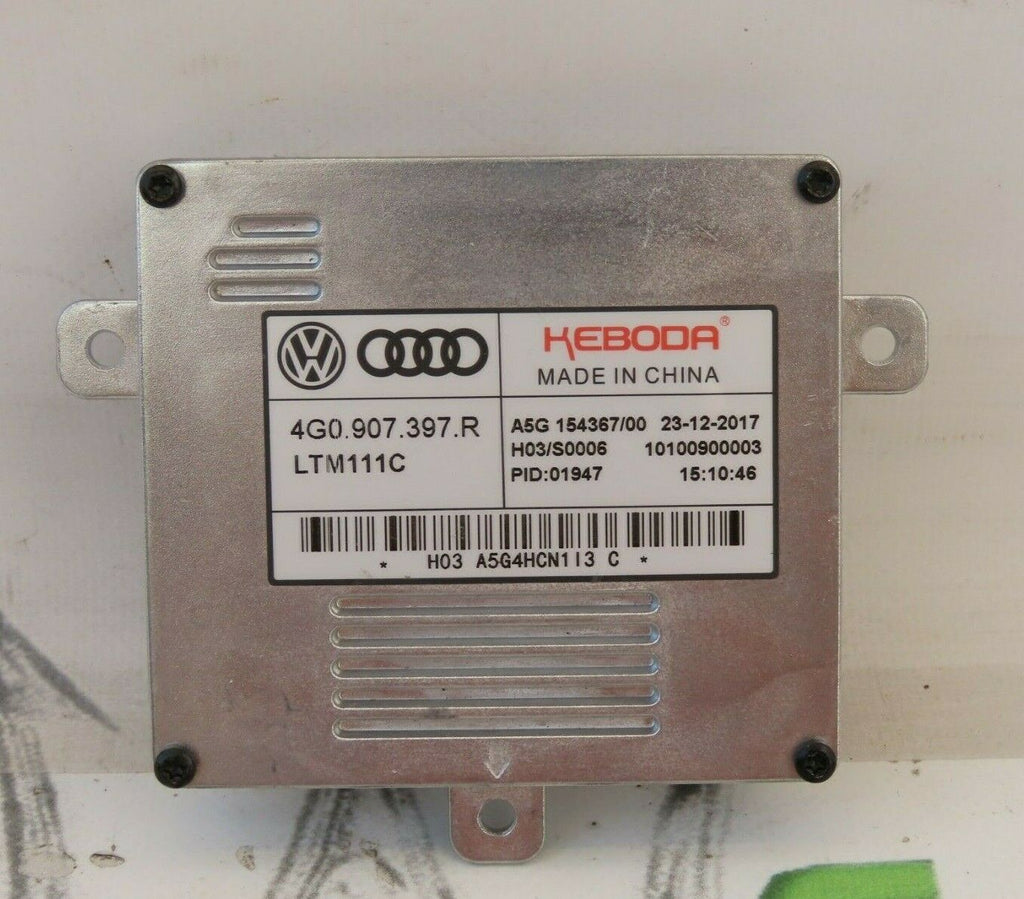 VW
KEBODA®
MADE IN CHINA
4G0.907.397.R
LTM111C
A5G 154367/00 23-12-2017
H03/S0006 10100900003
PID:01947 15:10:46
* H03 A5G4HCN1I3 C *